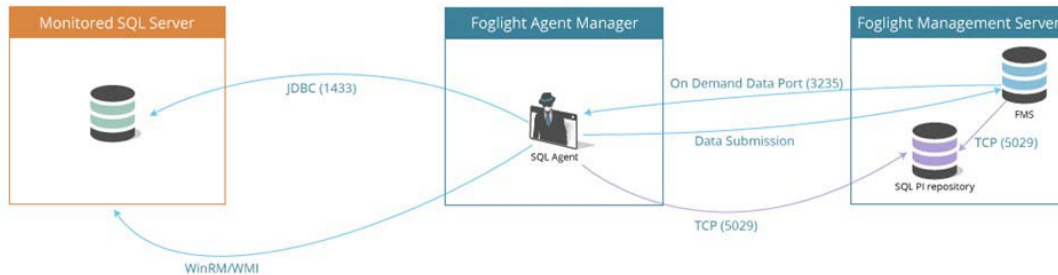 Monitored SQL Server
Foglight Agent Manager
Foglight Management Server
JDBC (1433)
On Demand Data Port (3235)
FMS
Data Submission
TCP (5029)
SQL Agent
SQL PI repository
TCP (5029)
WinRM/WMI